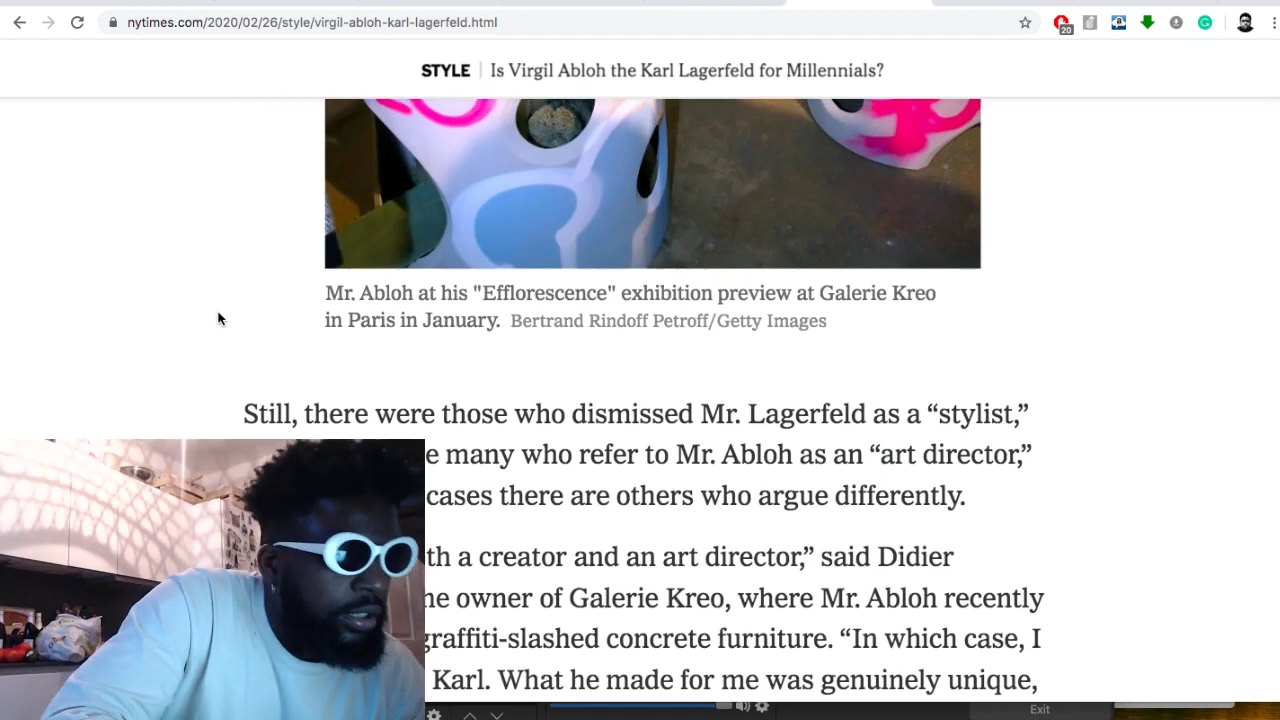 nytimes.com/2020/02/26/style/virgil-abloh-karl-lagerfeld.html
20
STYLE | Is Virgil Abloh the Karl Lagerfeld for Millennials?
Mr. Abloh at his "Efflorescence" exhibition preview at Galerie Kreo
in Paris in January. Bertrand Rindoff Petroff/Getty Images
Still, there were those who dismissed Mr. Lagerfeld as a “stylist,”
e many who refer to Mr. Abloh as an “art director,”
cases there are others who argue differently.
th a creator and an art director,” said Didier
ne owner of Galerie Kreo, where Mr. Abloh recently
graffiti-slashed concrete furniture. “In which case, I
Karl. What he made for me was genuinely unique,
Exit